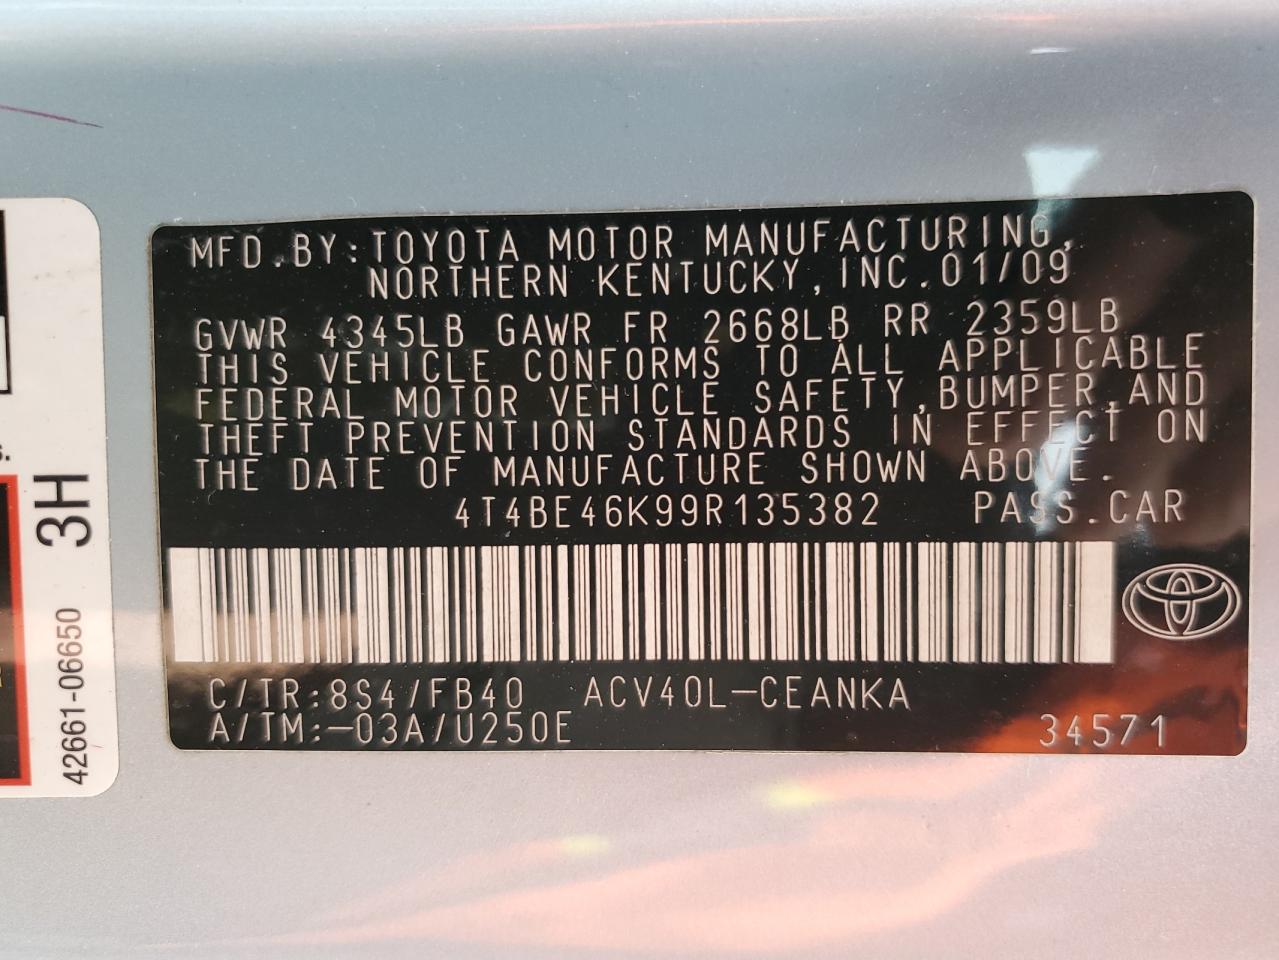 MFD.BY:TOYOTA MOTOR MANUFACTURING,
NORTHERN KENTUCKY,INC.01/09
GVWR 4345LB GAWR FR 2668LB RR 2359LB
THIS VEHICLE CONFORMS TO ALL APPLICABLE
FEDERAL MOTOR VEHICLE SAFETY,BUMPER,AND
THEFT PREVENTION STANDARDS IN EFFECT ON
THE DATE OF MANUFACTURE SHOWN ABOVE.
4T4BE46K99R135382 PASS.CAR
C/TR:8S4/FB40 ACV40L-CEANKA
A/TM:-03A/U250E 34571
3H
42661-06650